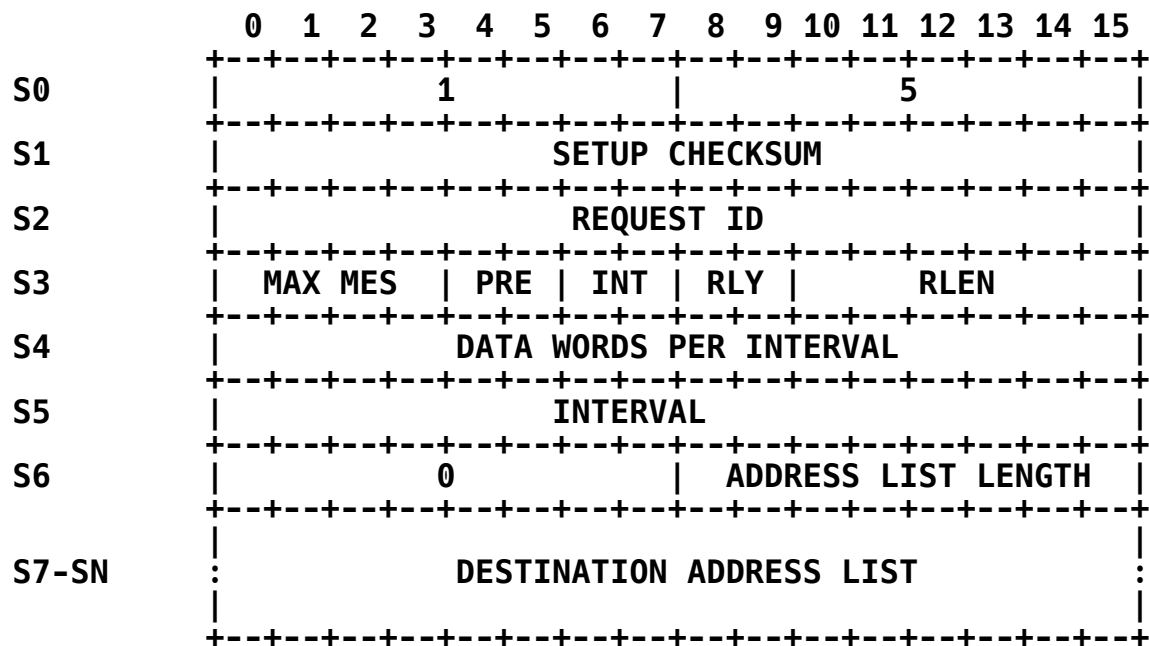 0 1 2 3 4 5 6 7 8 9 10 11 12 13 14 15
+--+--+--+--+--+--+--+--+--+--+--+--+--+--+--+--+
S0 | 1 | 5 |
+--+--+--+--+--+--+--+--+--+--+--+--+--+--+--+--+
S1 | SETUP CHECKSUM |
+--+--+--+--+--+--+--+--+--+--+--+--+--+--+--+--+
S2 | REQUEST ID |
+--+--+--+--+--+--+--+--+--+--+--+--+--+--+--+--+
S3 | MAX MES | PRE | INT | RLY | RLEN |
+--+--+--+--+--+--+--+--+--+--+--+--+--+--+--+--+
S4 | DATA WORDS PER INTERVAL |
+--+--+--+--+--+--+--+--+--+--+--+--+--+--+--+--+
S5 | INTERVAL |
+--+--+--+--+--+--+--+--+--+--+--+--+--+--+--+--+
S6 | 0 | ADDRESS LIST LENGTH |
+--+--+--+--+--+--+--+--+--+--+--+--+--+--+--+--+
| |
S7-SN : DESTINATION ADDRESS LIST :
| |
+--+--+--+--+--+--+--+--+--+--+--+--+--+--+--+--+